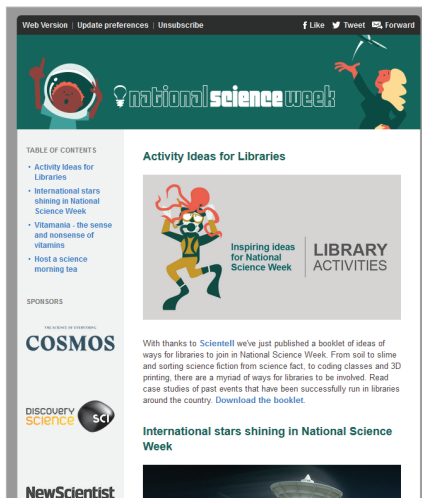 Web Version | Update preferences | Unsubscribe
Like Tweet Forward
national science week
TABLE OF CONTENTS
Activity Ideas for
Libraries
International stars
shining in National
Science Week
Vitamania - the sense
and nonsense of
vitamins
Host a science
morning tea
SPONSORS
THE SCIENCE OF EVERYTHING
COSMOS
DISCOVERY
SCIENCE
SCI
NewScientist
Activity Ideas for Libraries
Inspiring ideas
for National
Science Week
LIBRARY
ACTIVITIES
With thanks to Scientell we've just published a booklet of ideas of
ways for libraries to join in National Science Week. From soil to slime
and sorting science fiction from science fact, to coding classes and 3D
printing, there are a myriad of ways for libraries to be involved. Read
case studies of past events that have been successfully run in libraries
around the country. Download the booklet.
International stars shining in National Science
Week